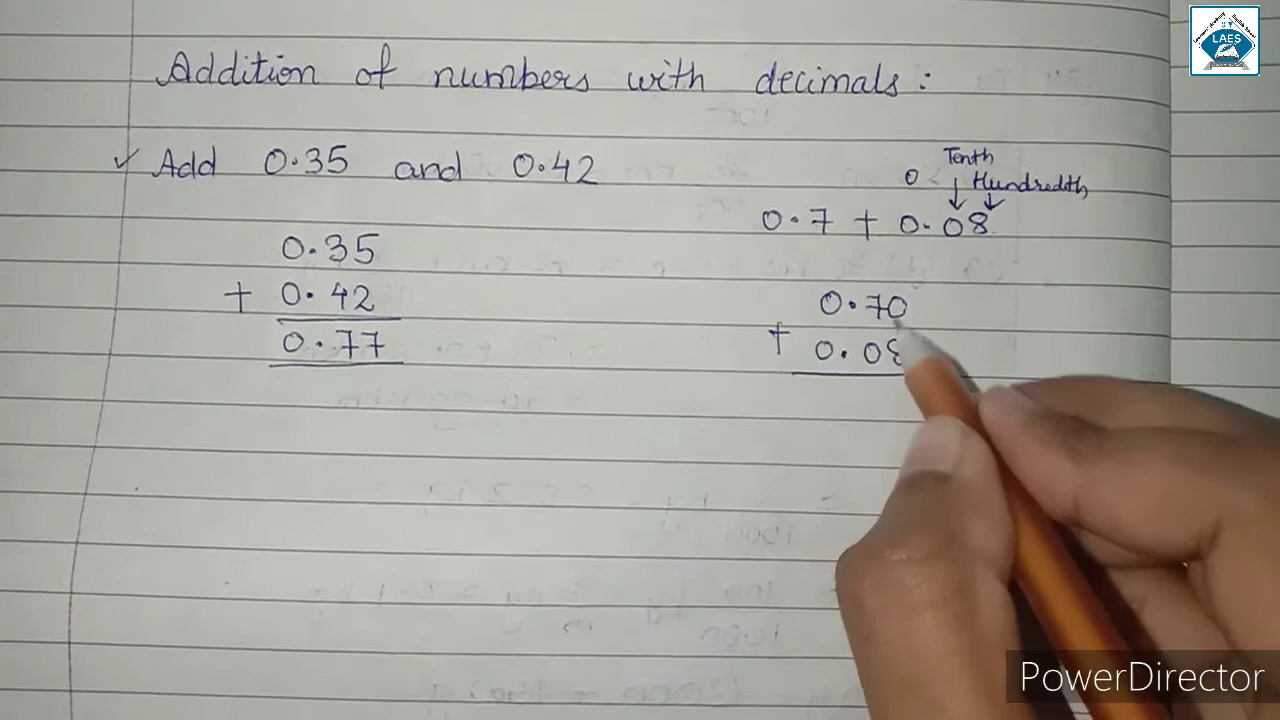 Addition of numbers with decimals :
✓ Add 0.35 and 0.42
0.35
+ 0.42
0.77
Tenth
0 Hundredth
0.7 + 0.08
0.70
+ 0.08
LAES
PowerDirector